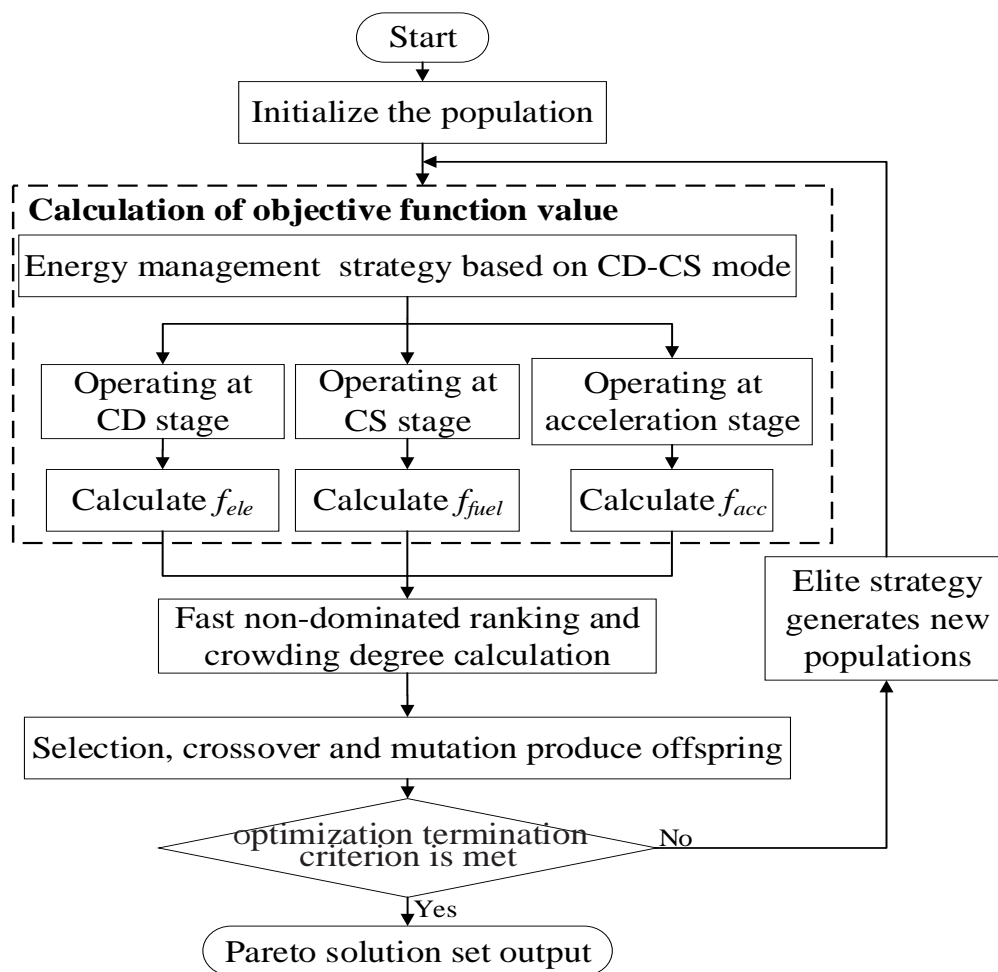 Start
Initialize the population
Calculation of objective function value
Energy management strategy based on CD-CS mode
Operating at
CD stage
Operating at
CS stage
Operating at
acceleration stage
Calculate fele
Calculate ffuel
Calculate facc
Elite strategy
generates new
populations
Fast non-dominated ranking and
crowding degree calculation
Selection, crossover and mutation produce offspring
optimization termination
criterion is met
No
Yes
Pareto solution set output